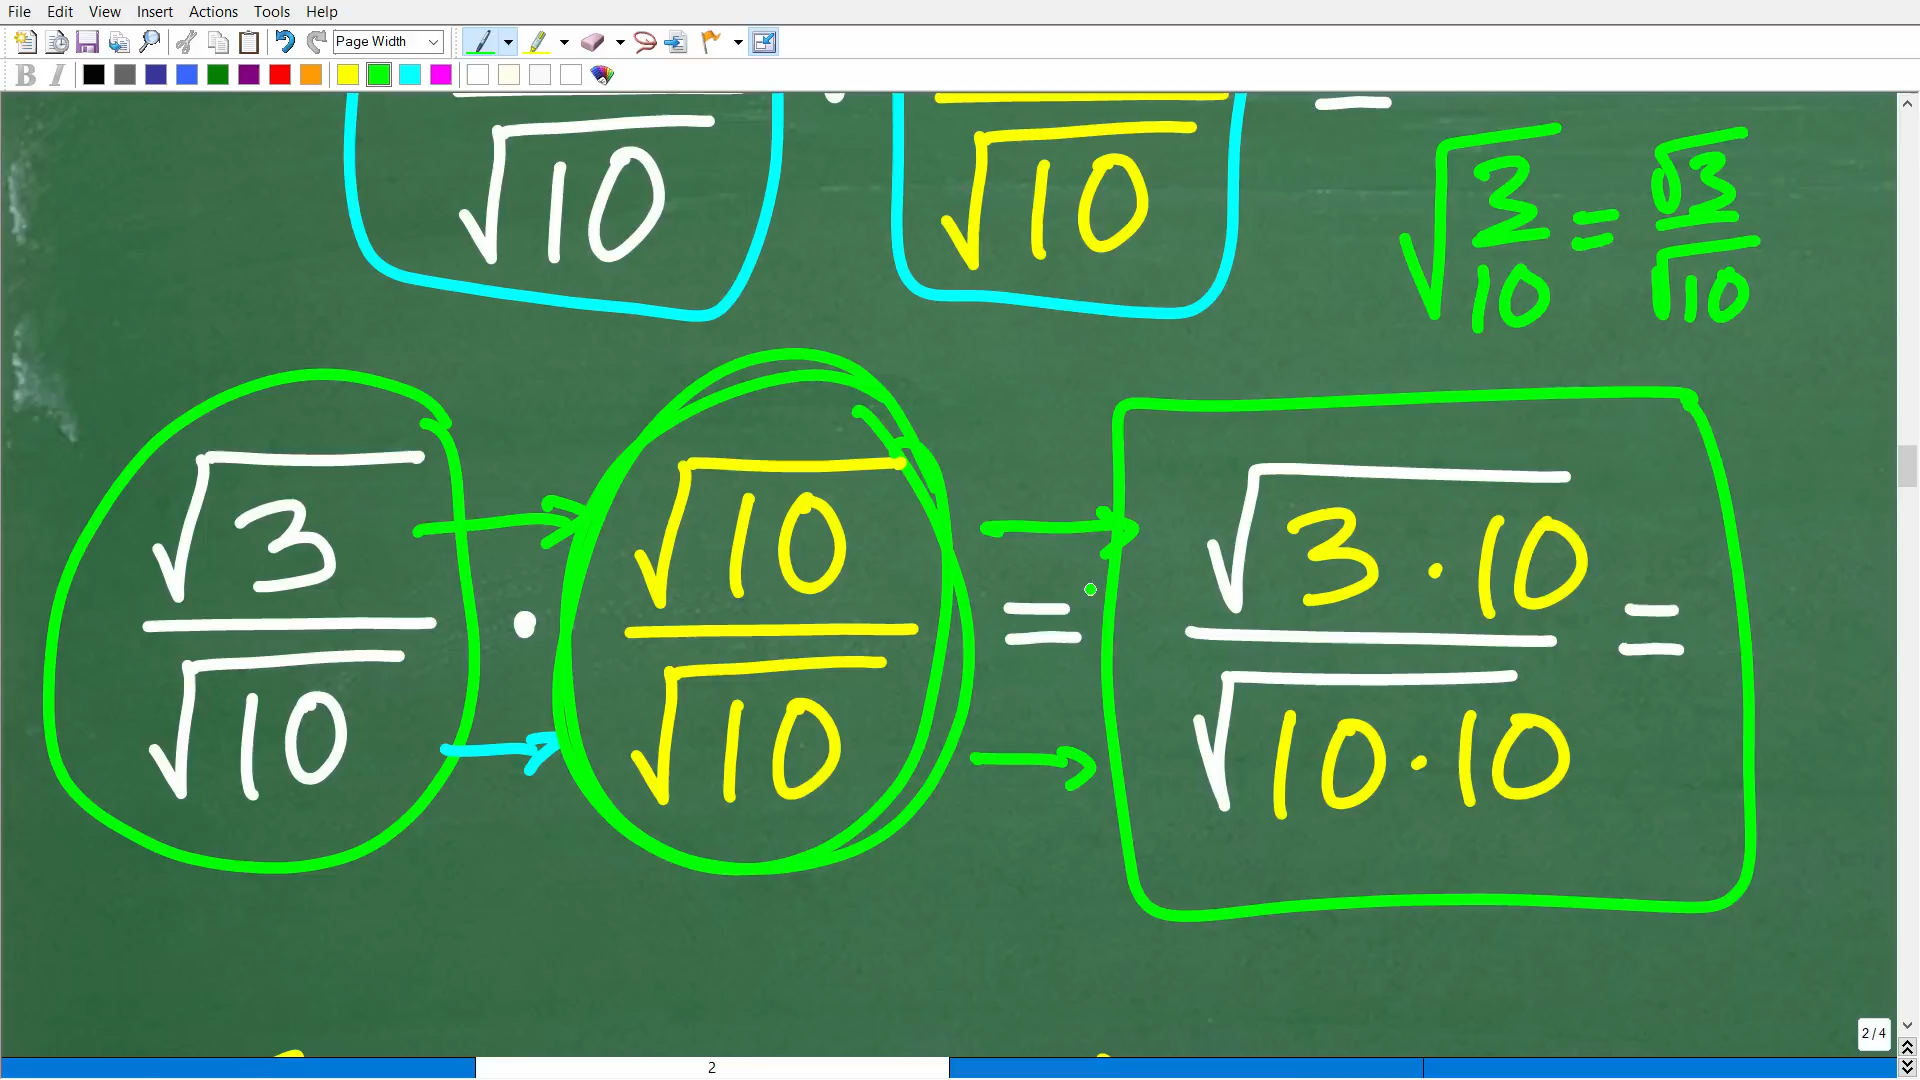 File Edit View Insert Actions Tools Help
Page Width
B I
√10 · √10 =
√3/10 = √3/√10
√3/√10 · √10/√10 = √3·10/√10·10 =
2/4
2